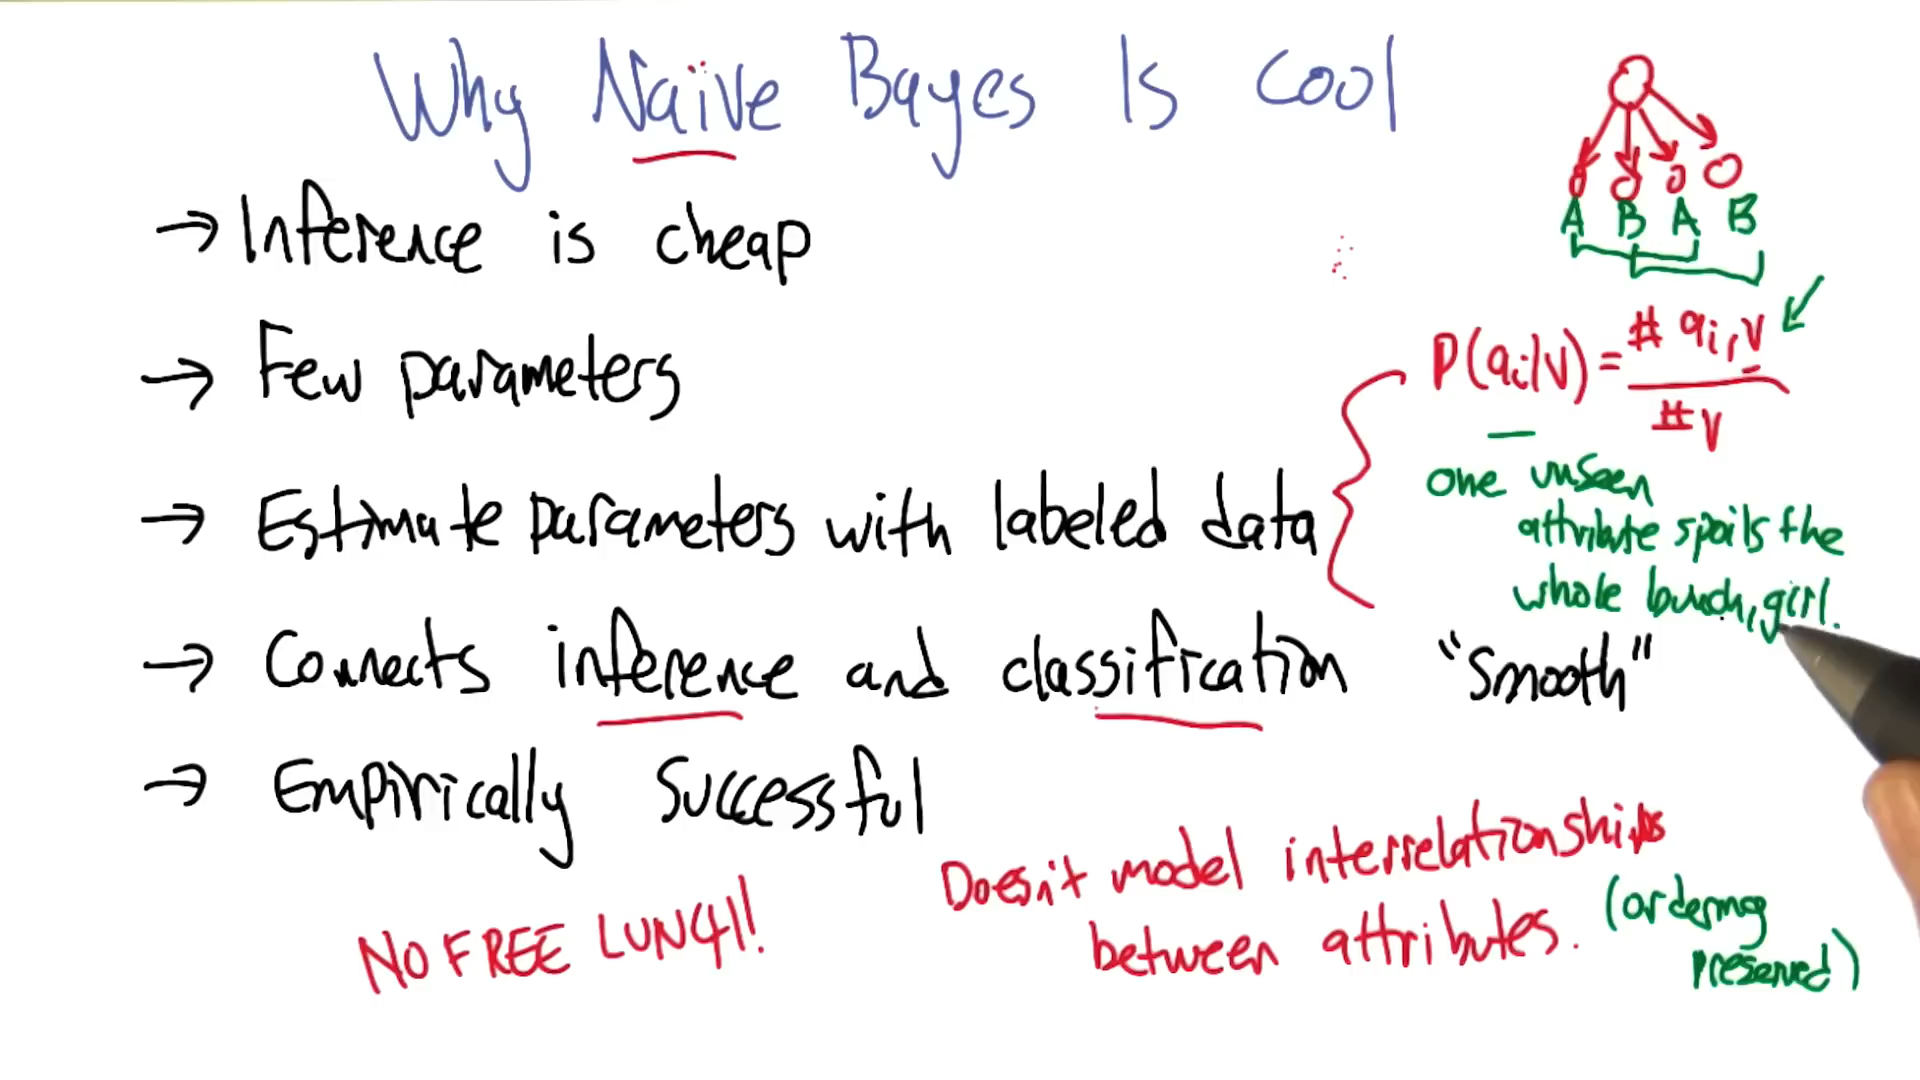 Why Naïve Bayes Is Cool
→ Inference is cheap
→ Few parameters
→ Estimate parameters with labeled data
→ Connects inference and classification
→ Empirically successful
NO FREE LUNCH!
A B A B
P(ai|V) = # ai, V
# V
one unseen
attribute spoils the
whole bunch, girl.
"Smooth"
Doesn't model interrelationships
between attributes.
(ordering
preserved)